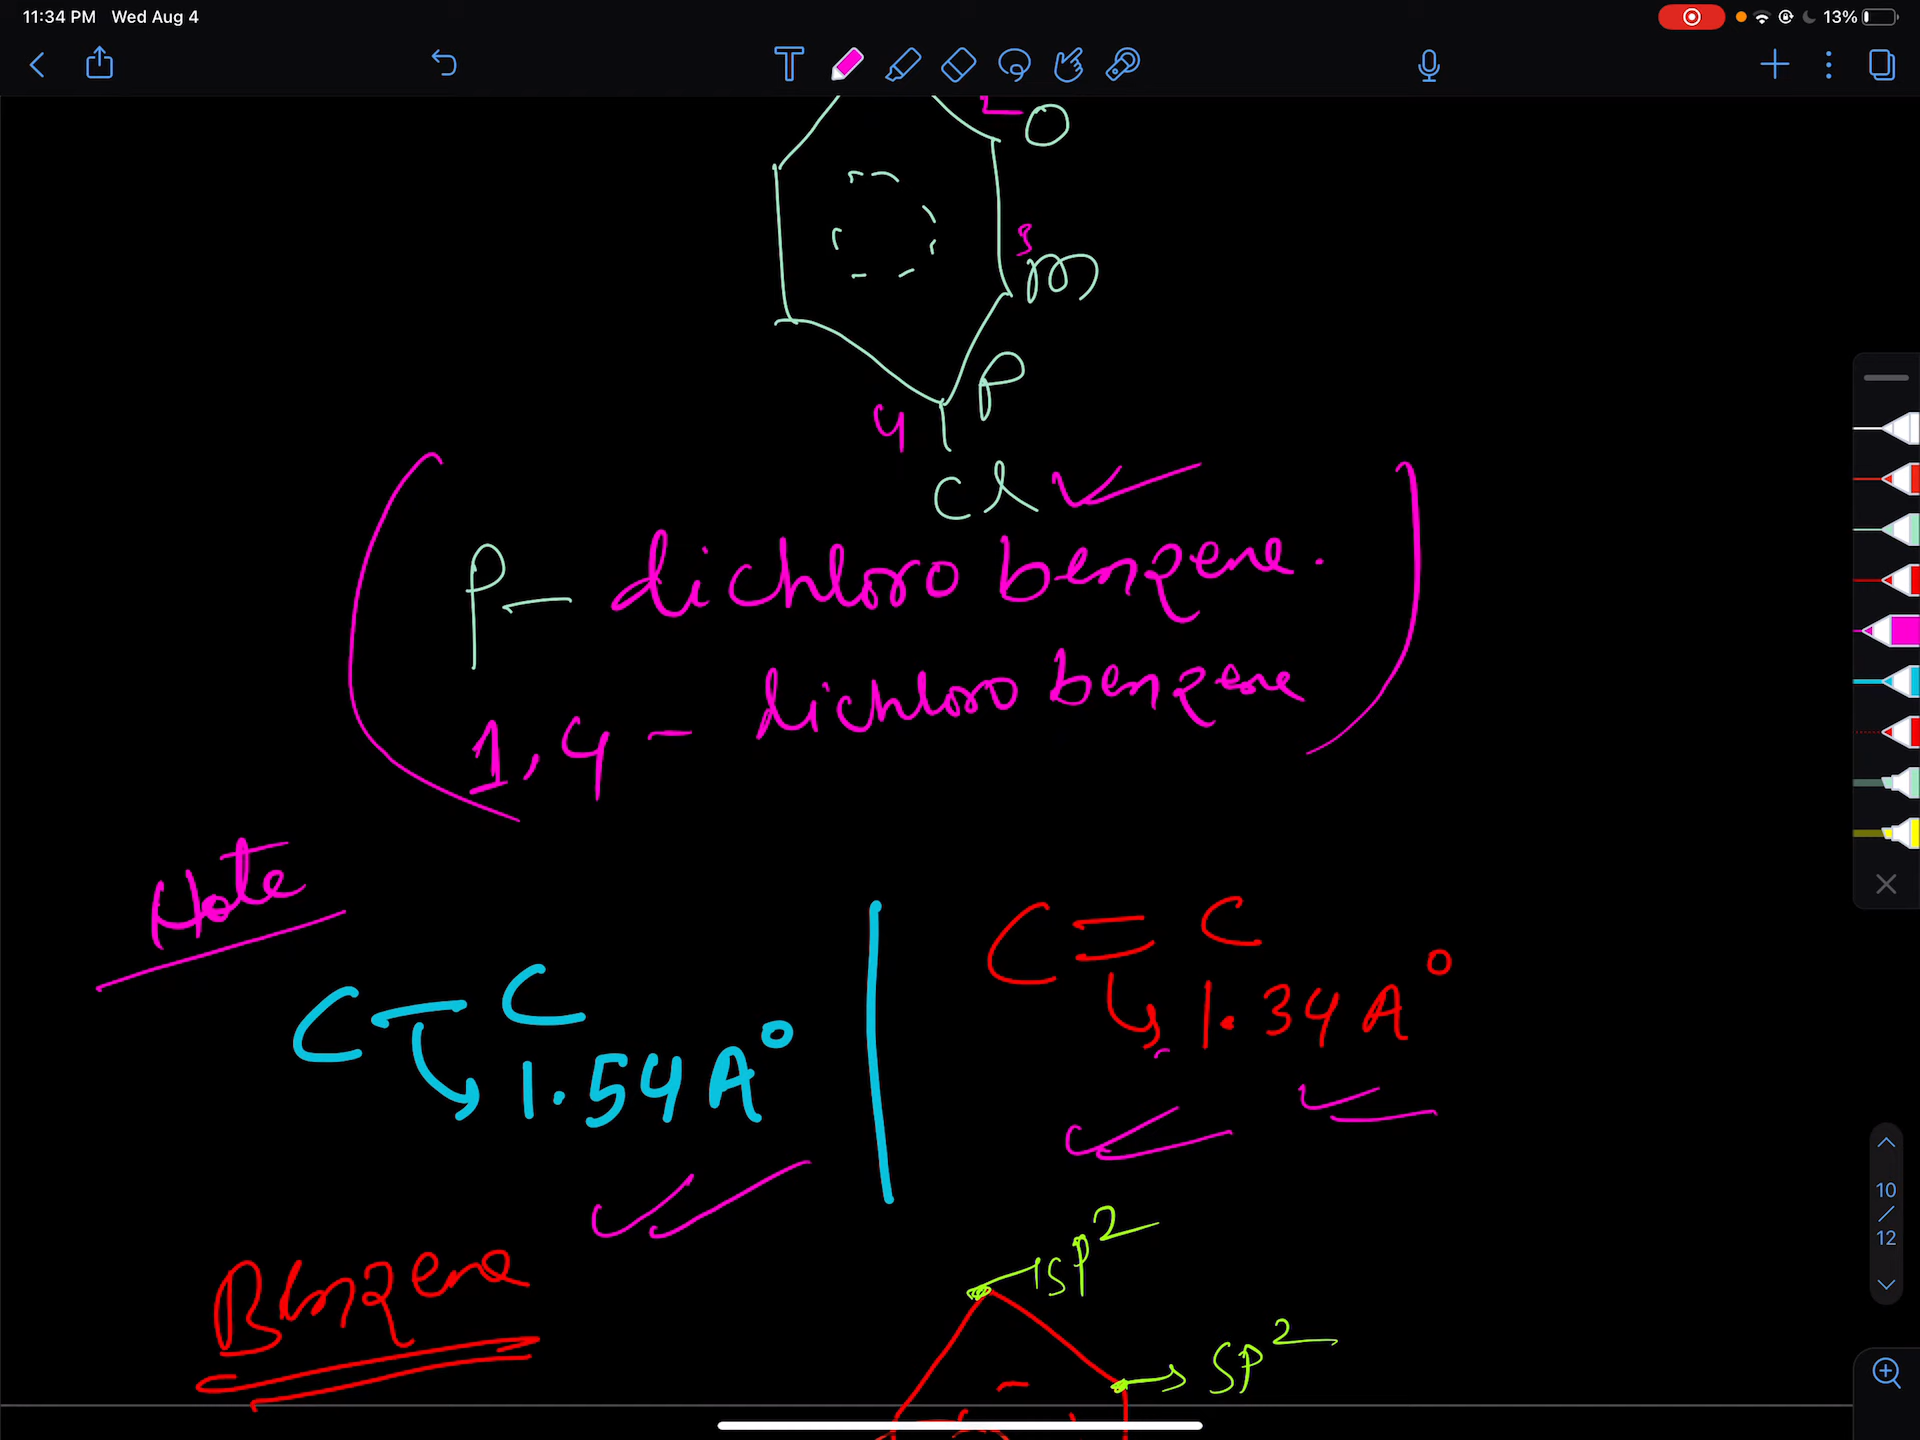 11:34 PM Wed Aug 4
13%
T
2 O
3
m
p
4
Cl
p- dichloro benzene.
1,4 - dichloro benzene
Note
C - C
1.54 A°
C = C
1.34 A°
10
/
12
Benzene
sp²
sp²